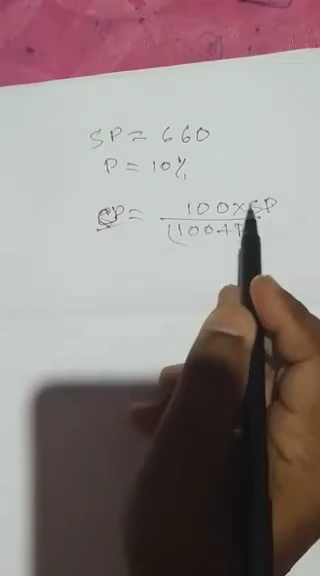 SP = 660
P = 10%
CP = 100×SP
(100+P